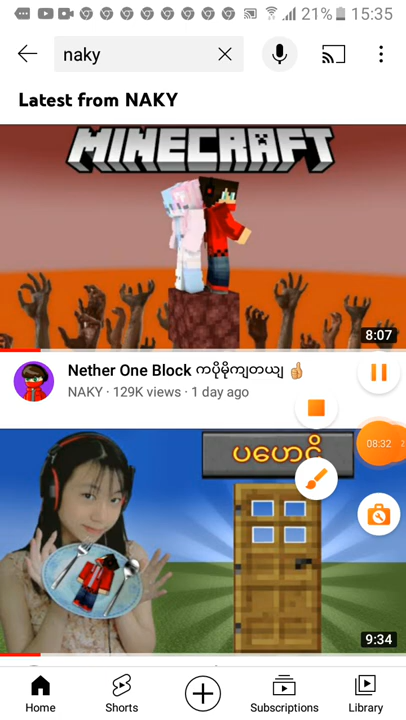 21% 15:35
naky
Latest from NAKY
MINECRAFT
8:07
Nether One Block ကပိုမိုကျတယျ 👍
NAKY · 129K views · 1 day ago
08:32
ပဟေဠိ
9:34
Home Shorts Subscriptions Library